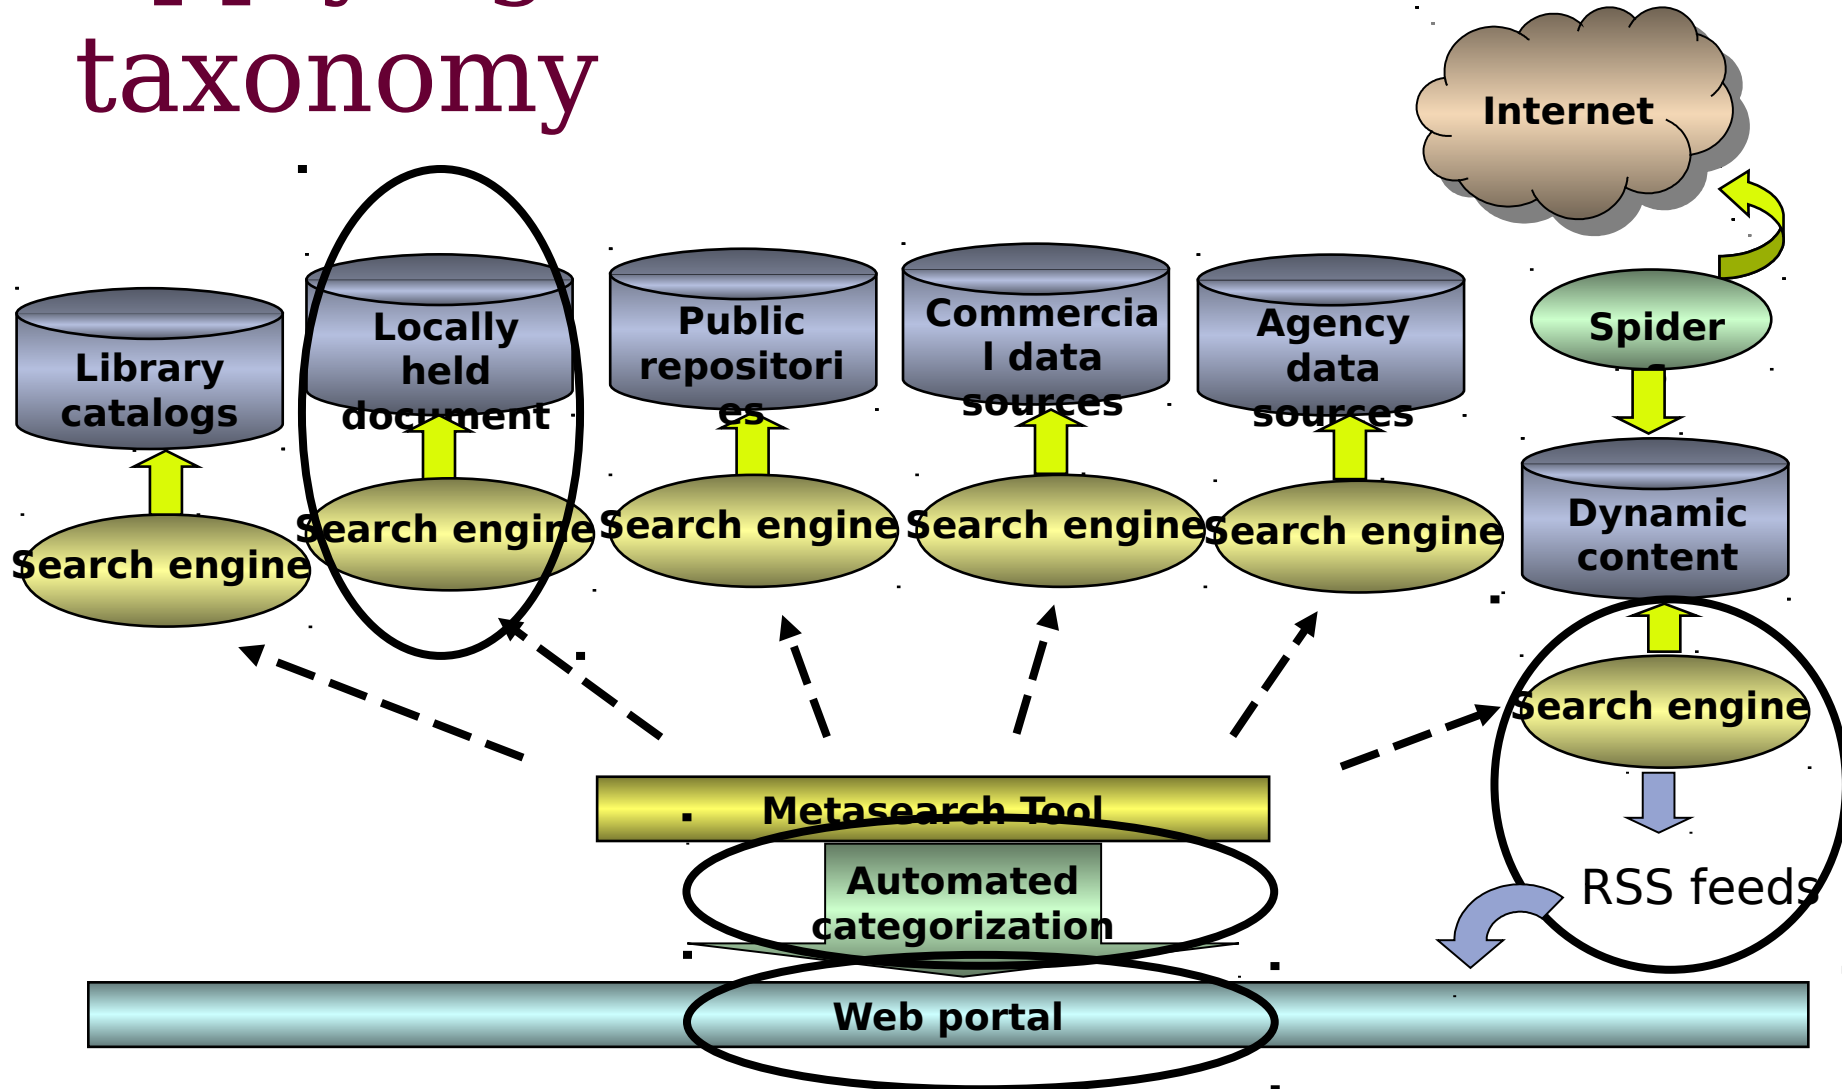 taxonomy
Internet
Library
catalogs
Locally
held
document
Public
repositori
es
Commercia
l data
sources
Agency
data
sources
Spider
Dynamic
content
Search engine
Search engine
Search engine
Search engine
Search engine
Search engine
Metasearch Tool
Automated
categorization
RSS feeds
Web portal